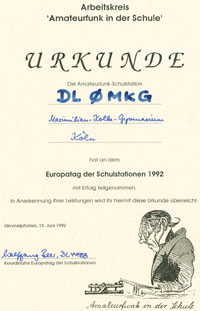 Arbeitskreis
'Amateurfunk in der Schule'
URKUNDE
Die Amateurfunk-Schulstation
DL ØMKG
Maximilian-Kolbe-Gymnasium
Köln
hat an dem
Europatag der Schulstationen 1992
mit Erfolg teilgenommen.
In Anerkennung ihrer Leistungen wird ihr hiermit diese Urkunde überreicht.
Himmelpforten, 15. Juni 1992
Wolfgang
Koordinator Europatag der Schulstationen
Amateurfunk in der Schule